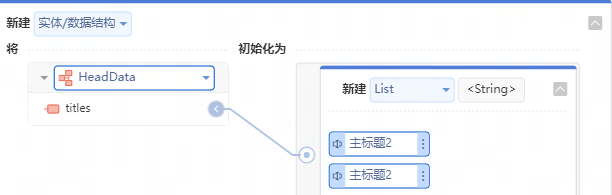 新建 实体/数据结构
将 初始化为
HeadData
titles
新建 List <String>
主标题2
主标题2